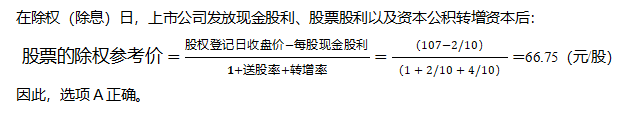 在除权（除息）日，上市公司发放现金股利、股票股利以及资本公积转增资本后：
股票的除权参考价＝股权登记日收盘价−每股现金股利/1+送股率+转增率＝(107−2/10)/(1+2/10+4/10)=66.75（元/股）
因此，选项 A 正确。